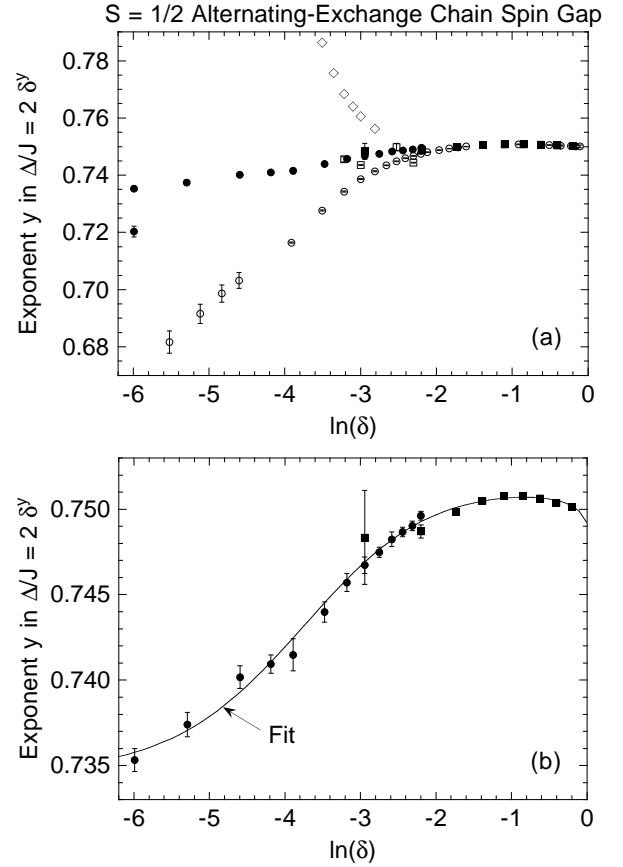 S = 1/2 Alternating-Exchange Chain Spin Gap
Exponent y in Δ/J = 2 δ^y
0.78
0.76
0.74
0.72
0.70
0.68
(a)
-6 -5 -4 -3 -2 -1 0
ln(δ)
Exponent y in Δ/J = 2 δ^y
0.750
0.745
0.740
0.735
Fit
(b)
-6 -5 -4 -3 -2 -1 0
ln(δ)